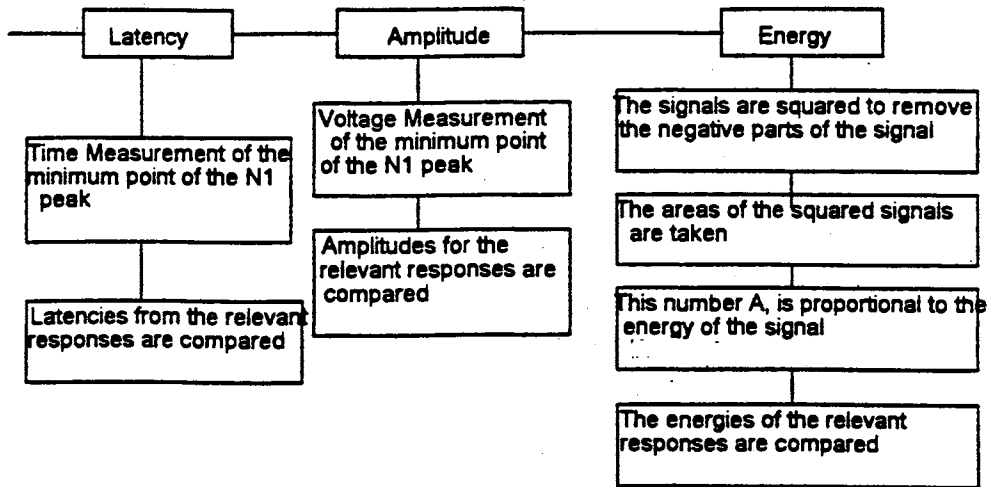 Latency
Amplitude
Energy
Time Measurement of the
minimum point of the N1
peak
Latencies from the relevant
responses are compared
Voltage Measurement
of the minimum point
of the N1 peak
Amplitudes for the
relevant responses are
compared
The signals are squared to remove
the negative parts of the signal
The areas of the squared signals
are taken
This number A, is proportional to the
energy of the signal
The energies of the relevant
responses are compared